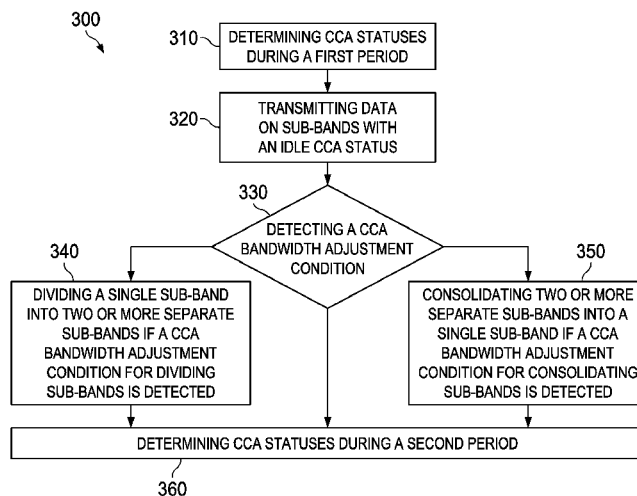 300
310
DETERMINING CCA STATUSES
DURING A FIRST PERIOD
320
TRANSMITTING DATA
ON SUB-BANDS WITH
AN IDLE CCA STATUS
330
DETECTING A CCA
BANDWIDTH ADJUSTMENT
CONDITION
340
DIVIDING A SINGLE SUB-BAND
INTO TWO OR MORE SEPARATE
SUB-BANDS IF A CCA
BANDWIDTH ADJUSTMENT
CONDITION FOR DIVIDING
SUB-BANDS IS DETECTED
350
CONSOLIDATING TWO OR MORE
SEPARATE SUB-BANDS INTO A
SINGLE SUB-BAND IF A CCA
BANDWIDTH ADJUSTMENT
CONDITION FOR CONSOLIDATING
SUB-BANDS IS DETECTED
DETERMINING CCA STATUSES DURING A SECOND PERIOD
360